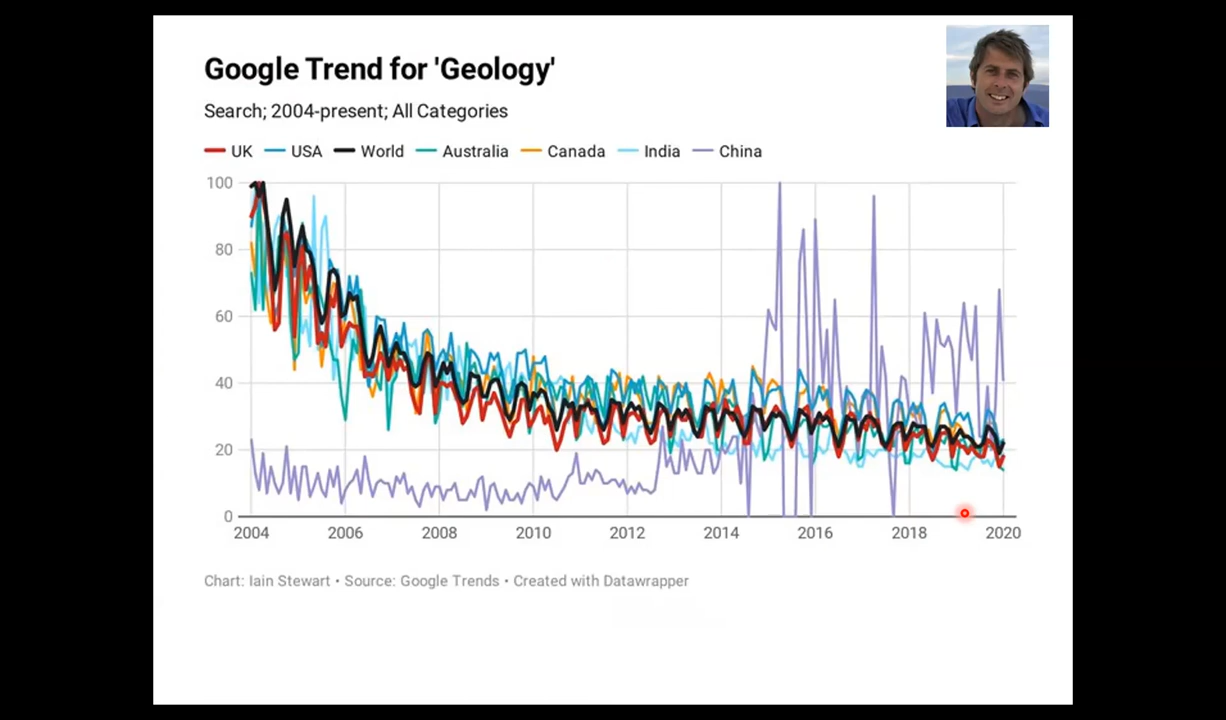 Google Trend for 'Geology'
Search; 2004-present; All Categories
UK USA World Australia Canada India China
100
80
60
40
20
0
2004 2006 2008 2010 2012 2014 2016 2018 2020
Chart: Iain Stewart • Source: Google Trends • Created with Datawrapper